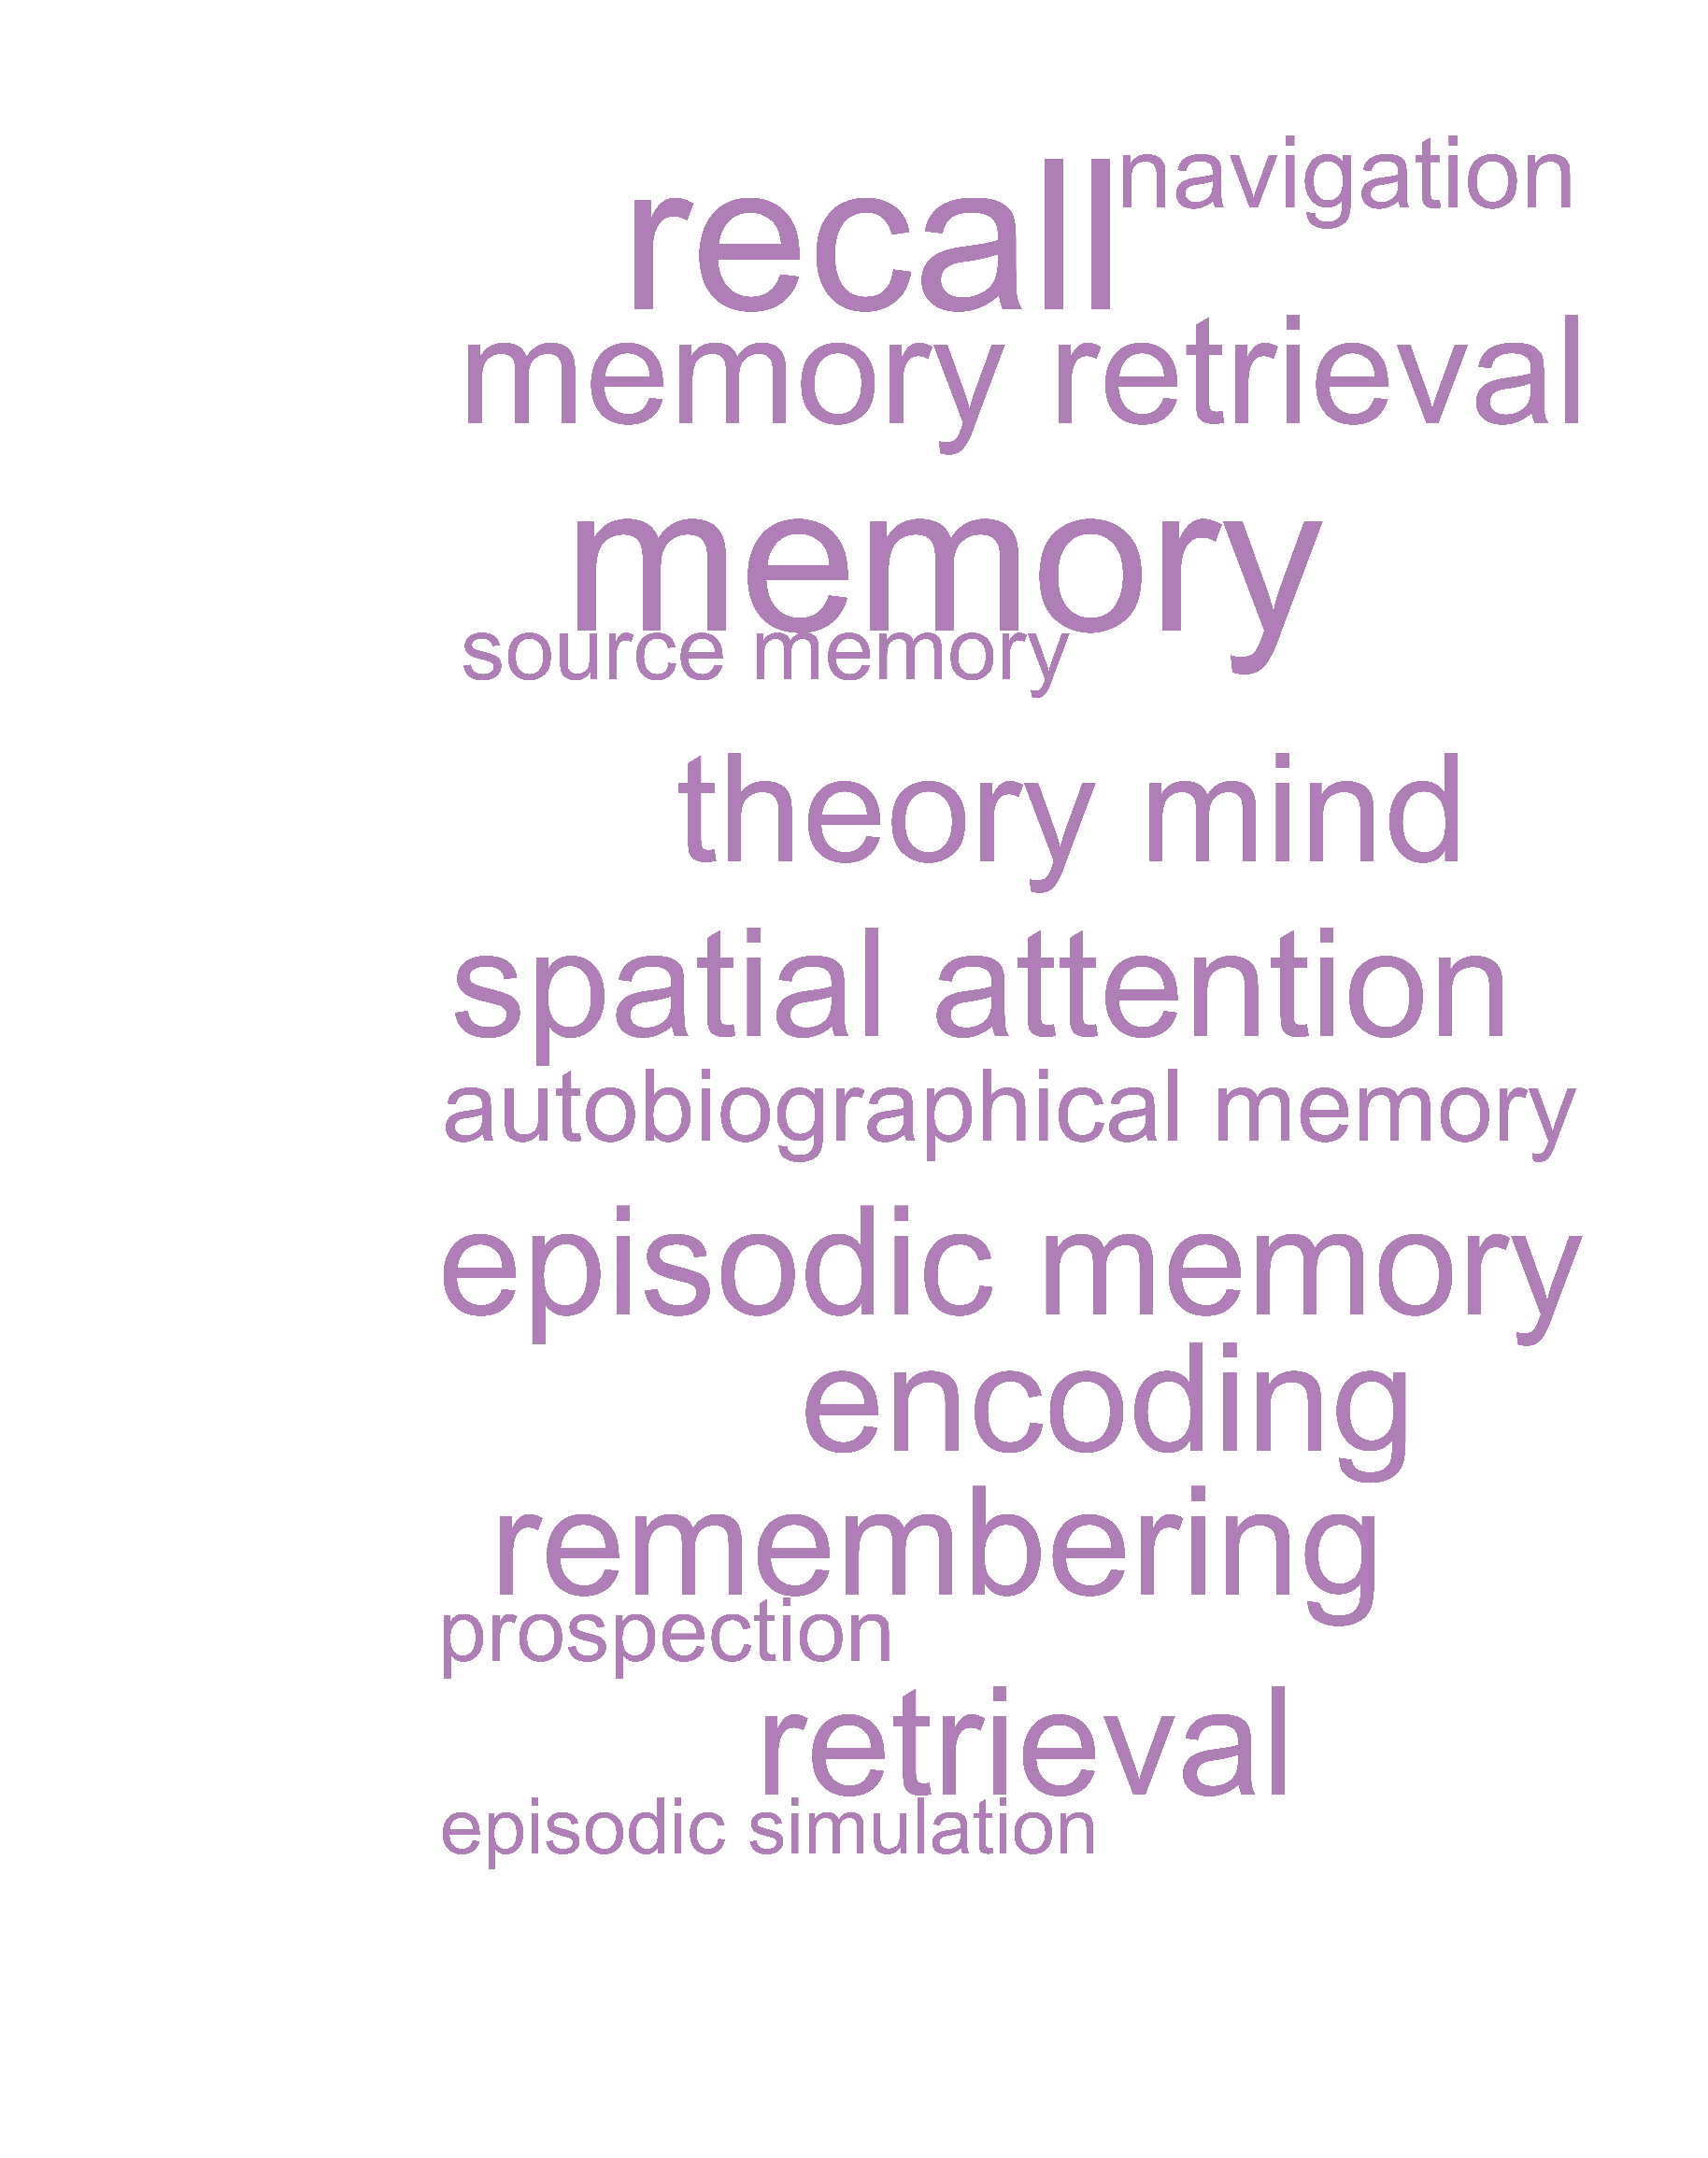 navigation
recall
memory retrieval
memory
source memory
theory mind
spatial attention
autobiographical memory
episodic memory
encoding
remembering
prospection
retrieval
episodic simulation